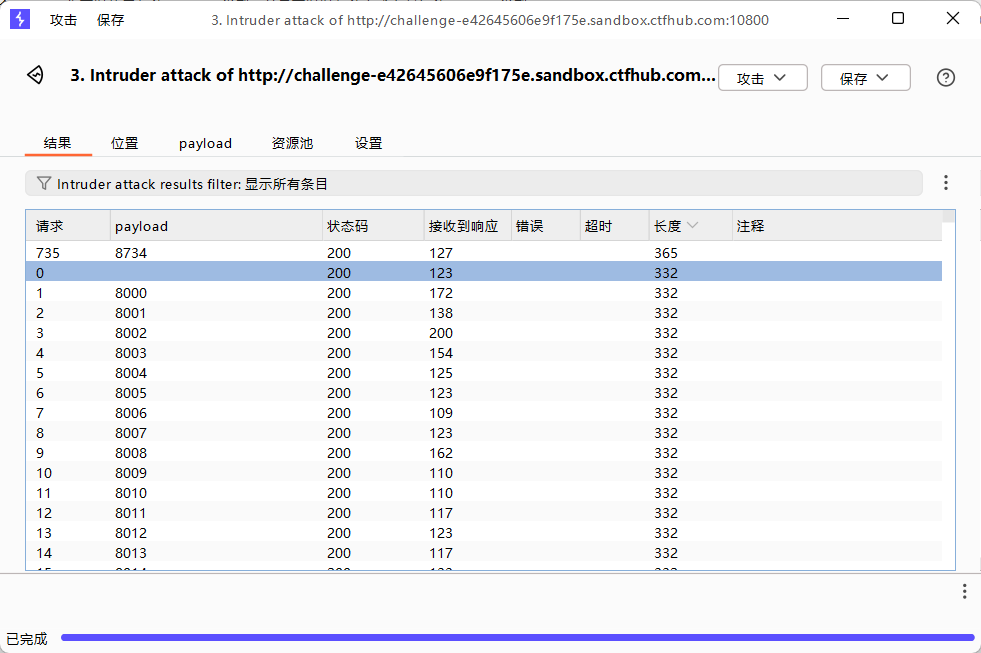 攻击 保存 3. Intruder attack of http://challenge-e42645606e9f175e.sandbox.ctfhub.com:10800
3. Intruder attack of http://challenge-e42645606e9f175e.sandbox.ctfhub.com... 攻击 保存
结果 位置 payload 资源池 设置
Intruder attack results filter: 显示所有条目
请求 payload 状态码 接收到响应 错误 超时 长度 注释
735 8734 200 127 365
0 200 123 332
1 8000 200 172 332
2 8001 200 138 332
3 8002 200 200 332
4 8003 200 154 332
5 8004 200 125 332
6 8005 200 123 332
7 8006 200 109 332
8 8007 200 123 332
9 8008 200 162 332
10 8009 200 110 332
11 8010 200 110 332
12 8011 200 117 332
13 8012 200 123 332
14 8013 200 117 332
已完成